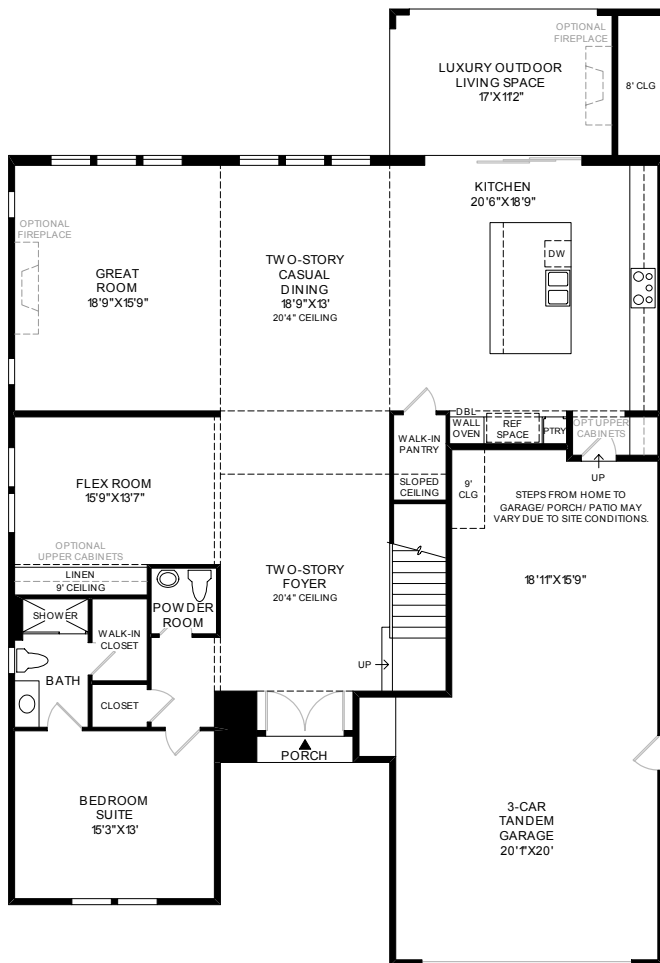 OPTIONAL
FIREPLACE
LUXURY OUTDOOR
LIVING SPACE
17'X11'2"
8' CLG
KITCHEN
20'6"X18'9"
OPTIONAL
FIREPLACE
GREAT
ROOM
18'9"X15'9"
TWO-STORY
CASUAL
DINING
18'9"X13'
20'4" CEILING
DW
DBL
WALL
OVEN
REF
SPACE
PTRY
OPT UPPER
CABINETS
WALK-IN
PANTRY
SLOPED
CEILING
9'
CLG
UP
STEPS FROM HOME TO
GARAGE/ PORCH/ PATIO MAY
VARY DUE TO SITE CONDITIONS.
FLEX ROOM
15'9"X13'7"
OPTIONAL
UPPER CABINETS
LINEN
9' CEILING
TWO-STORY
FOYER
20'4" CEILING
18'11"X15'9"
POWDER
ROOM
SHOWER
WALK-IN
CLOSET
BATH
CLOSET
UP
PORCH
BEDROOM
SUITE
15'3"X13'
3-CAR
TANDEM
GARAGE
20'1"X20'